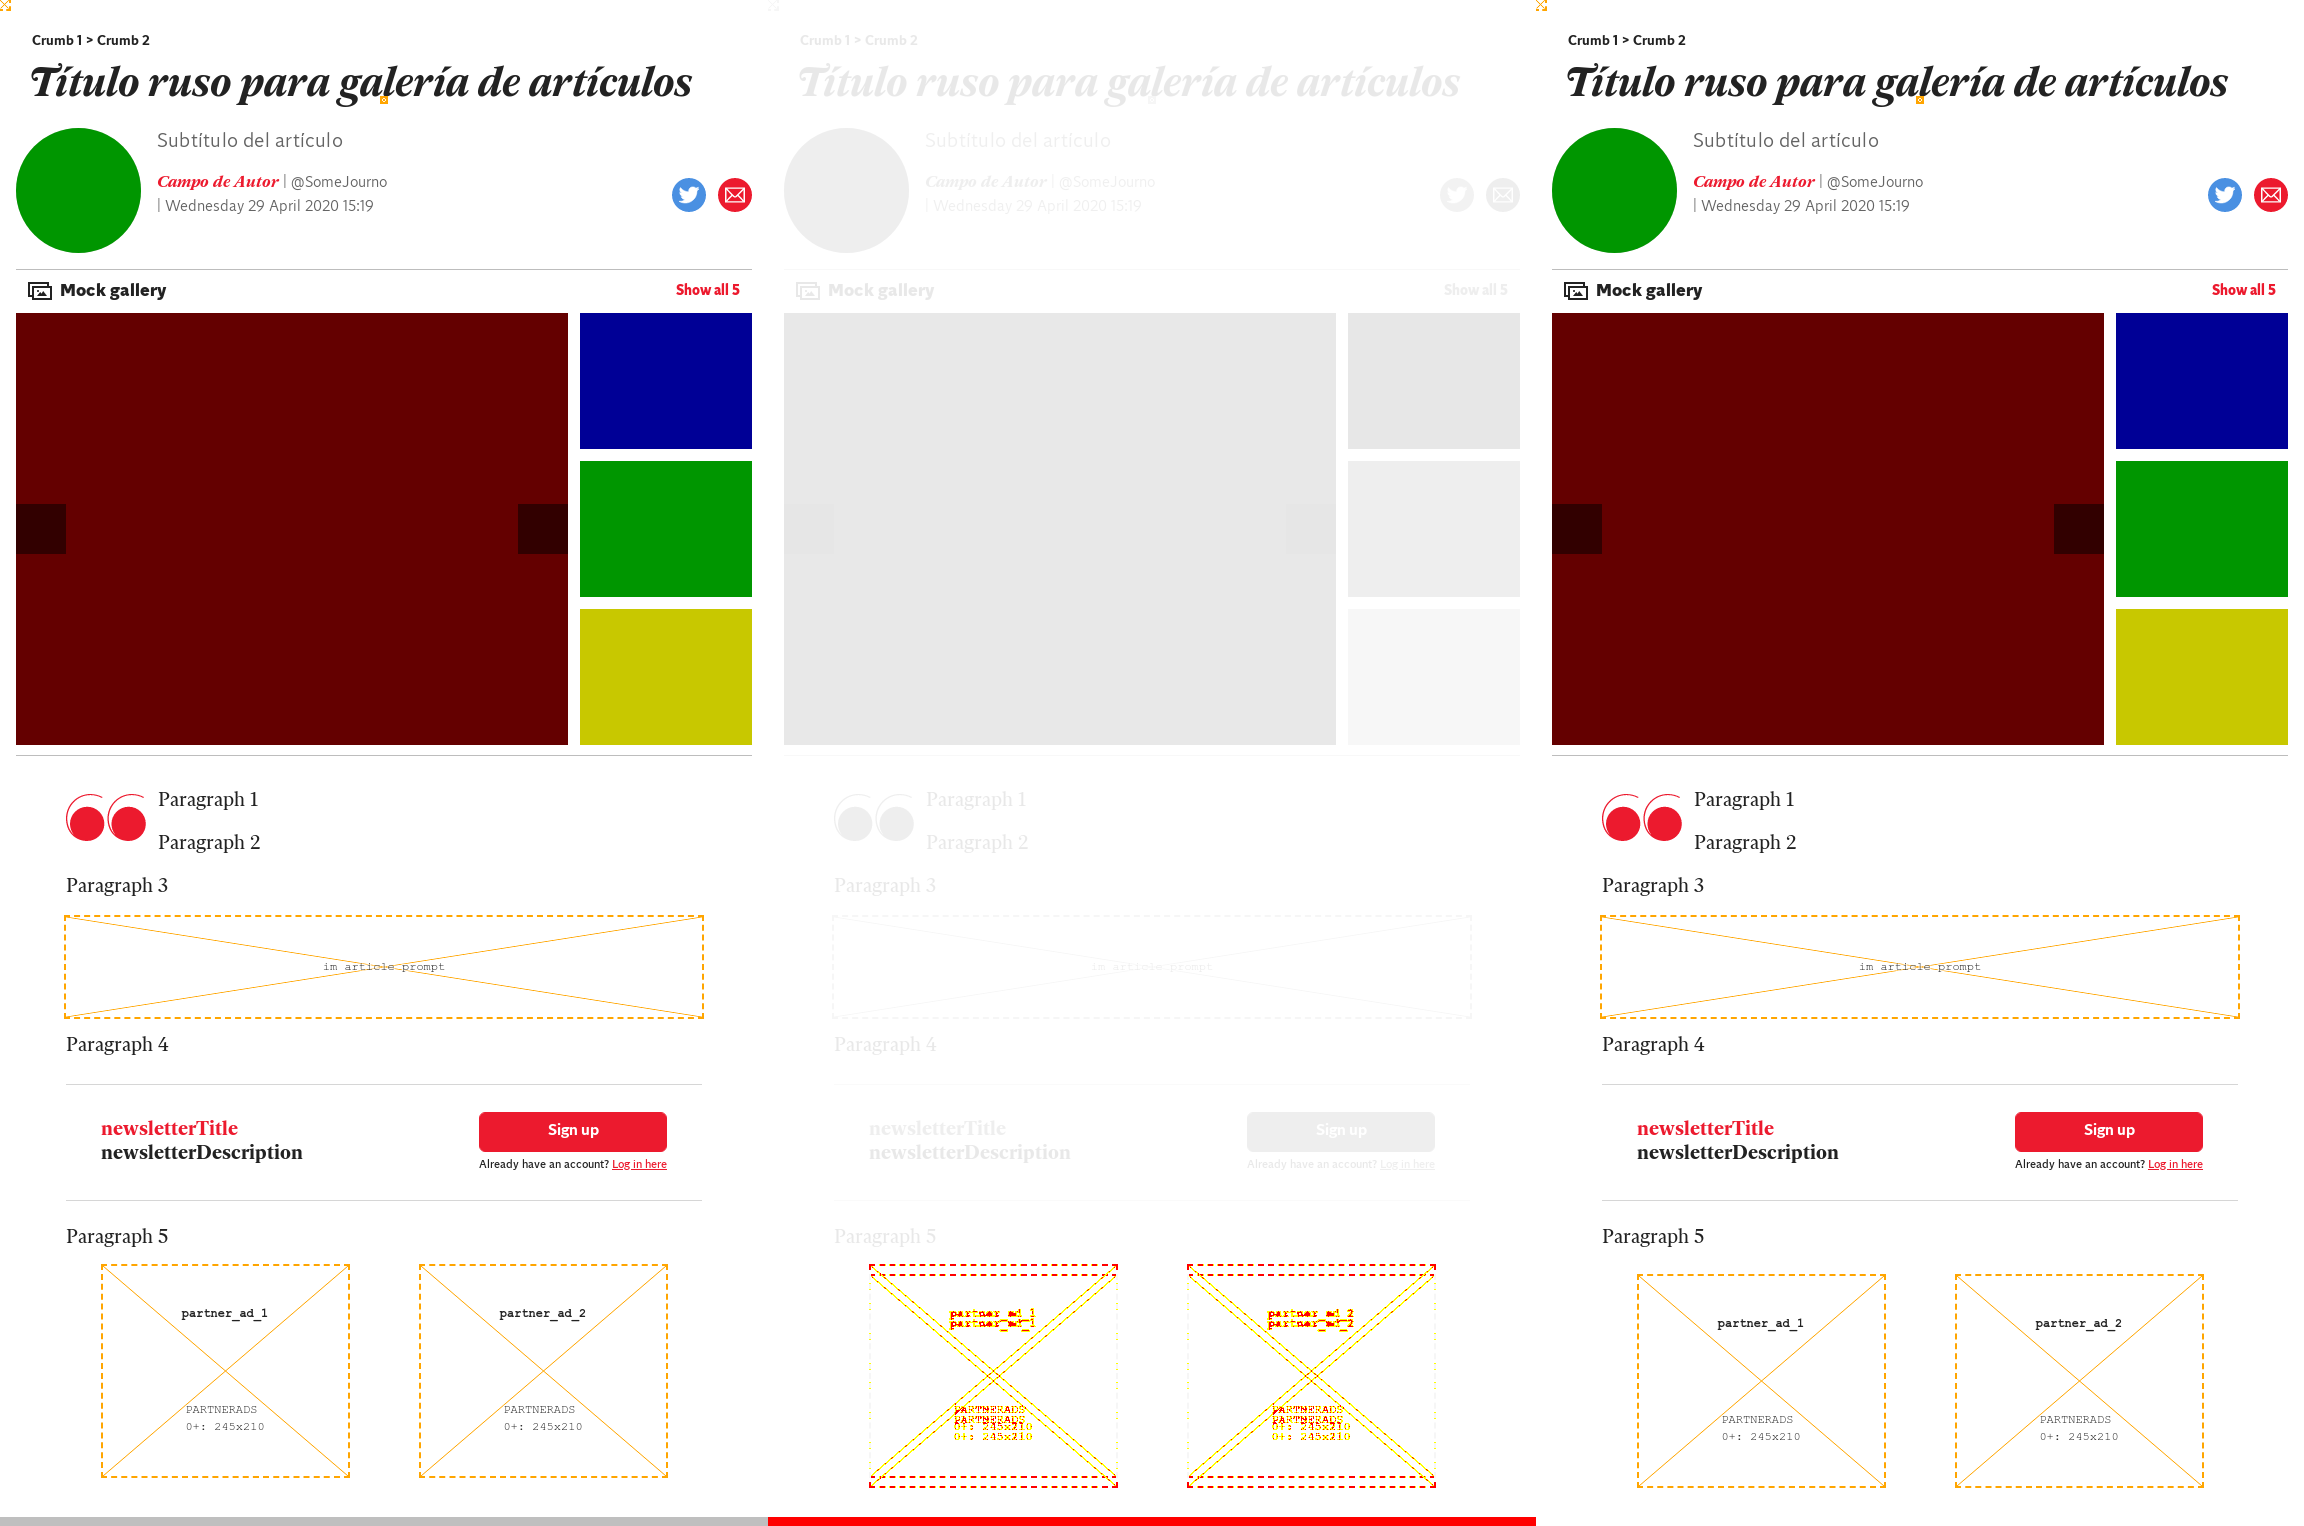 Crumb 1 > Crumb 2
Título ruso para galería de artículos
Subtítulo del artículo
Campo de Autor | @SomeJourno
| Wednesday 29 April 2020 15:19
Mock gallery
Show all 5
Paragraph 1
Paragraph 2
Paragraph 3
im article prompt
Paragraph 4
newsletterTitle
newsletterDescription
Sign up
Already have an account? Log in here
Paragraph 5
partner_ad_1
PARTNERADS
0+: 245x210
partner_ad_2
PARTNERADS
0+: 245x210
Crumb 1 > Crumb 2
Título ruso para galería de artículos
Subtítulo del artículo
Campo de Autor | @SomeJourno
| Wednesday 29 April 2020 15:19
Mock gallery
Show all 5
Paragraph 1
Paragraph 2
Paragraph 3
im article prompt
Paragraph 4
newsletterTitle
newsletterDescription
Sign up
Already have an account? Log in here
Paragraph 5
partner_ad_1
partner_ad_1
PARTNERADS
PARTNERADS
0+: 245x210
0+: 245x210
partner_ad_2
partner_ad_2
PARTNERADS
PARTNERADS
0+: 245x210
0+: 245x210
Crumb 1 > Crumb 2
Título ruso para galería de artículos
Subtítulo del artículo
Campo de Autor | @SomeJourno
| Wednesday 29 April 2020 15:19
Mock gallery
Show all 5
Paragraph 1
Paragraph 2
Paragraph 3
im article prompt
Paragraph 4
newsletterTitle
newsletterDescription
Sign up
Already have an account? Log in here
Paragraph 5
partner_ad_1
PARTNERADS
0+: 245x210
partner_ad_2
PARTNERADS
0+: 245x210